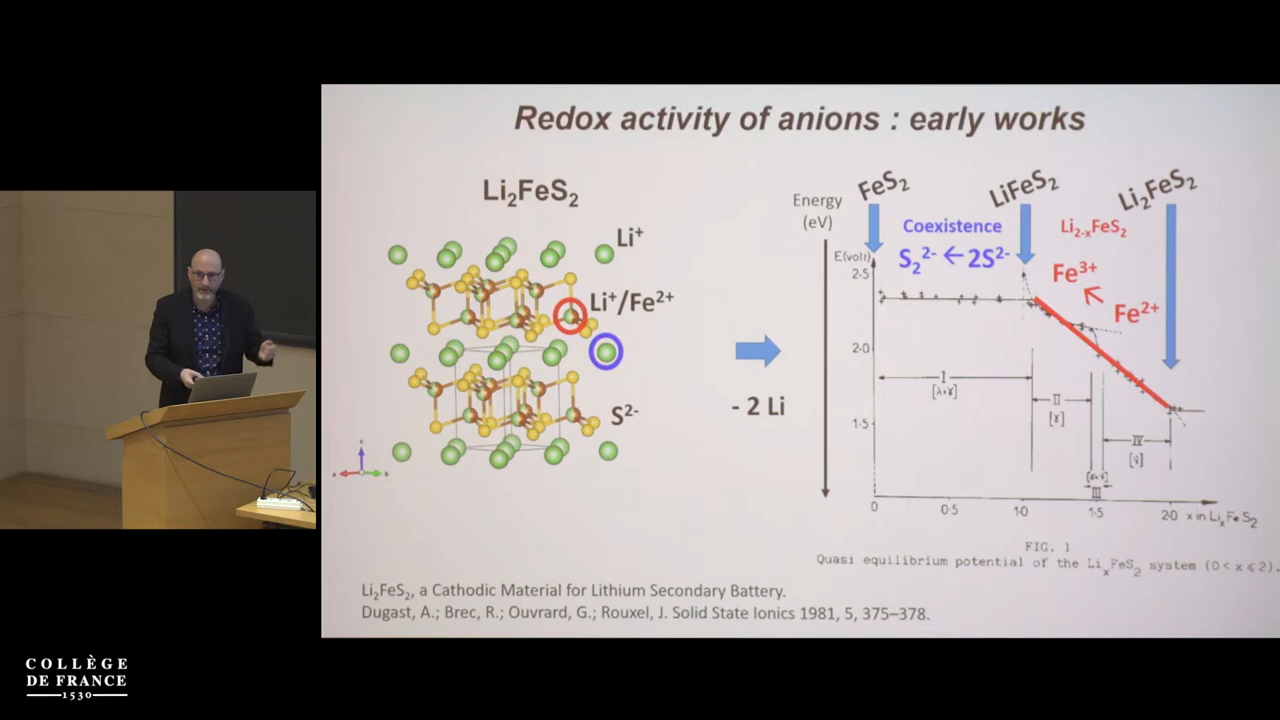 Redox activity of anions : early works
Li₂FeS₂
Li⁺
Li⁺/Fe²⁺
S²⁻
- 2 Li
Energy
(eV)
FeS₂
LiFeS₂
Li₂FeS₂
Coexistence
S₂²⁻ ← 2S²⁻
Li₂₋ₓFeS₂
Fe³⁺
Fe²⁺
E(volt)
2·5
2·0
1·5
I
II
[γ]
IV
III
0
0·5
1·0
1·5
2·0
x in LiₓFeS₂
FIG. 1
Quasi equilibrium potential of the LiₓFeS₂ system (0< x ⩽ 2).
Li₂FeS₂, a Cathodic Material for Lithium Secondary Battery.
Dugast, A.; Brec, R.; Ouvrard, G.; Rouxel, J. Solid State Ionics 1981, 5, 375–378.
COLLÈGE
DE FRANCE
1530